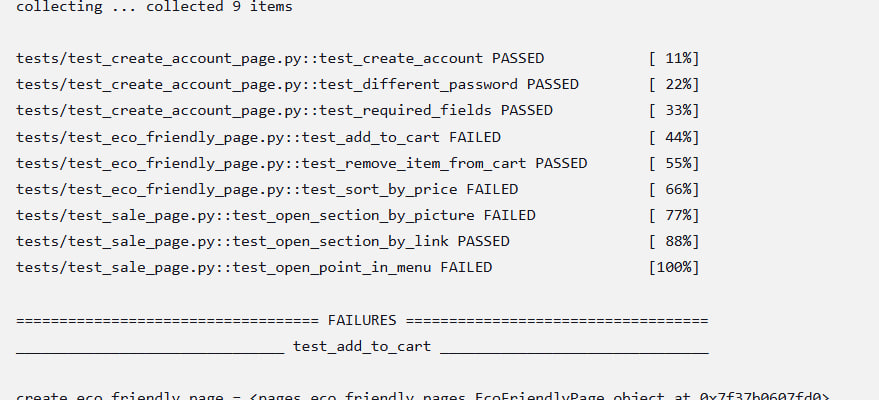 collecting ... collected 9 items
tests/test_create_account_page.py::test_create_account PASSED [ 11%]
tests/test_create_account_page.py::test_different_password PASSED [ 22%]
tests/test_create_account_page.py::test_required_fields PASSED [ 33%]
tests/test_eco_friendly_page.py::test_add_to_cart FAILED [ 44%]
tests/test_eco_friendly_page.py::test_remove_item_from_cart PASSED [ 55%]
tests/test_eco_friendly_page.py::test_sort_by_price FAILED [ 66%]
tests/test_sale_page.py::test_open_section_by_picture FAILED [ 77%]
tests/test_sale_page.py::test_open_section_by_link PASSED [ 88%]
tests/test_sale_page.py::test_open_point_in_menu FAILED [100%]
=================================== FAILURES ===================================
_______________________________ test_add_to_cart _______________________________
create_eco_friendly_page = <pages.eco_friendly_pages.EcoFriendlyPage object at 0x7f37b0607fd0>